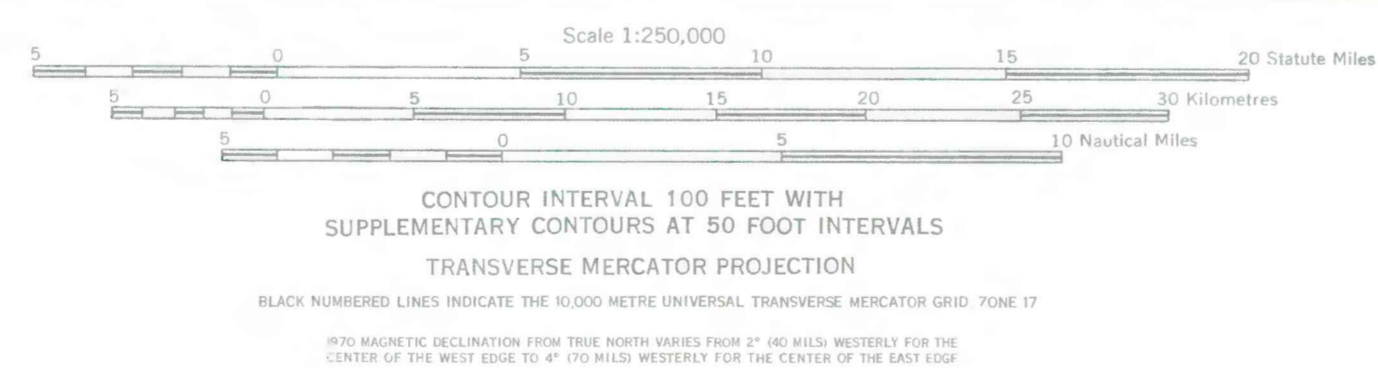 Scale 1:250,000
5 0 5 10 15 20 Statute Miles
5 0 5 10 15 20 25 30 Kilometres
5 0 5 10 Nautical Miles
CONTOUR INTERVAL 100 FEET WITH
SUPPLEMENTARY CONTOURS AT 50 FOOT INTERVALS
TRANSVERSE MERCATOR PROJECTION
BLACK NUMBERED LINES INDICATE THE 10,000 METRE UNIVERSAL TRANSVERSE MERCATOR GRID, ZONE 17
1970 MAGNETIC DECLINATION FROM TRUE NORTH VARIES FROM 2° (40 MILS) WESTERLY FOR THE
CENTER OF THE WEST EDGE TO 4° (70 MILS) WESTERLY FOR THE CENTER OF THE EAST EDGE